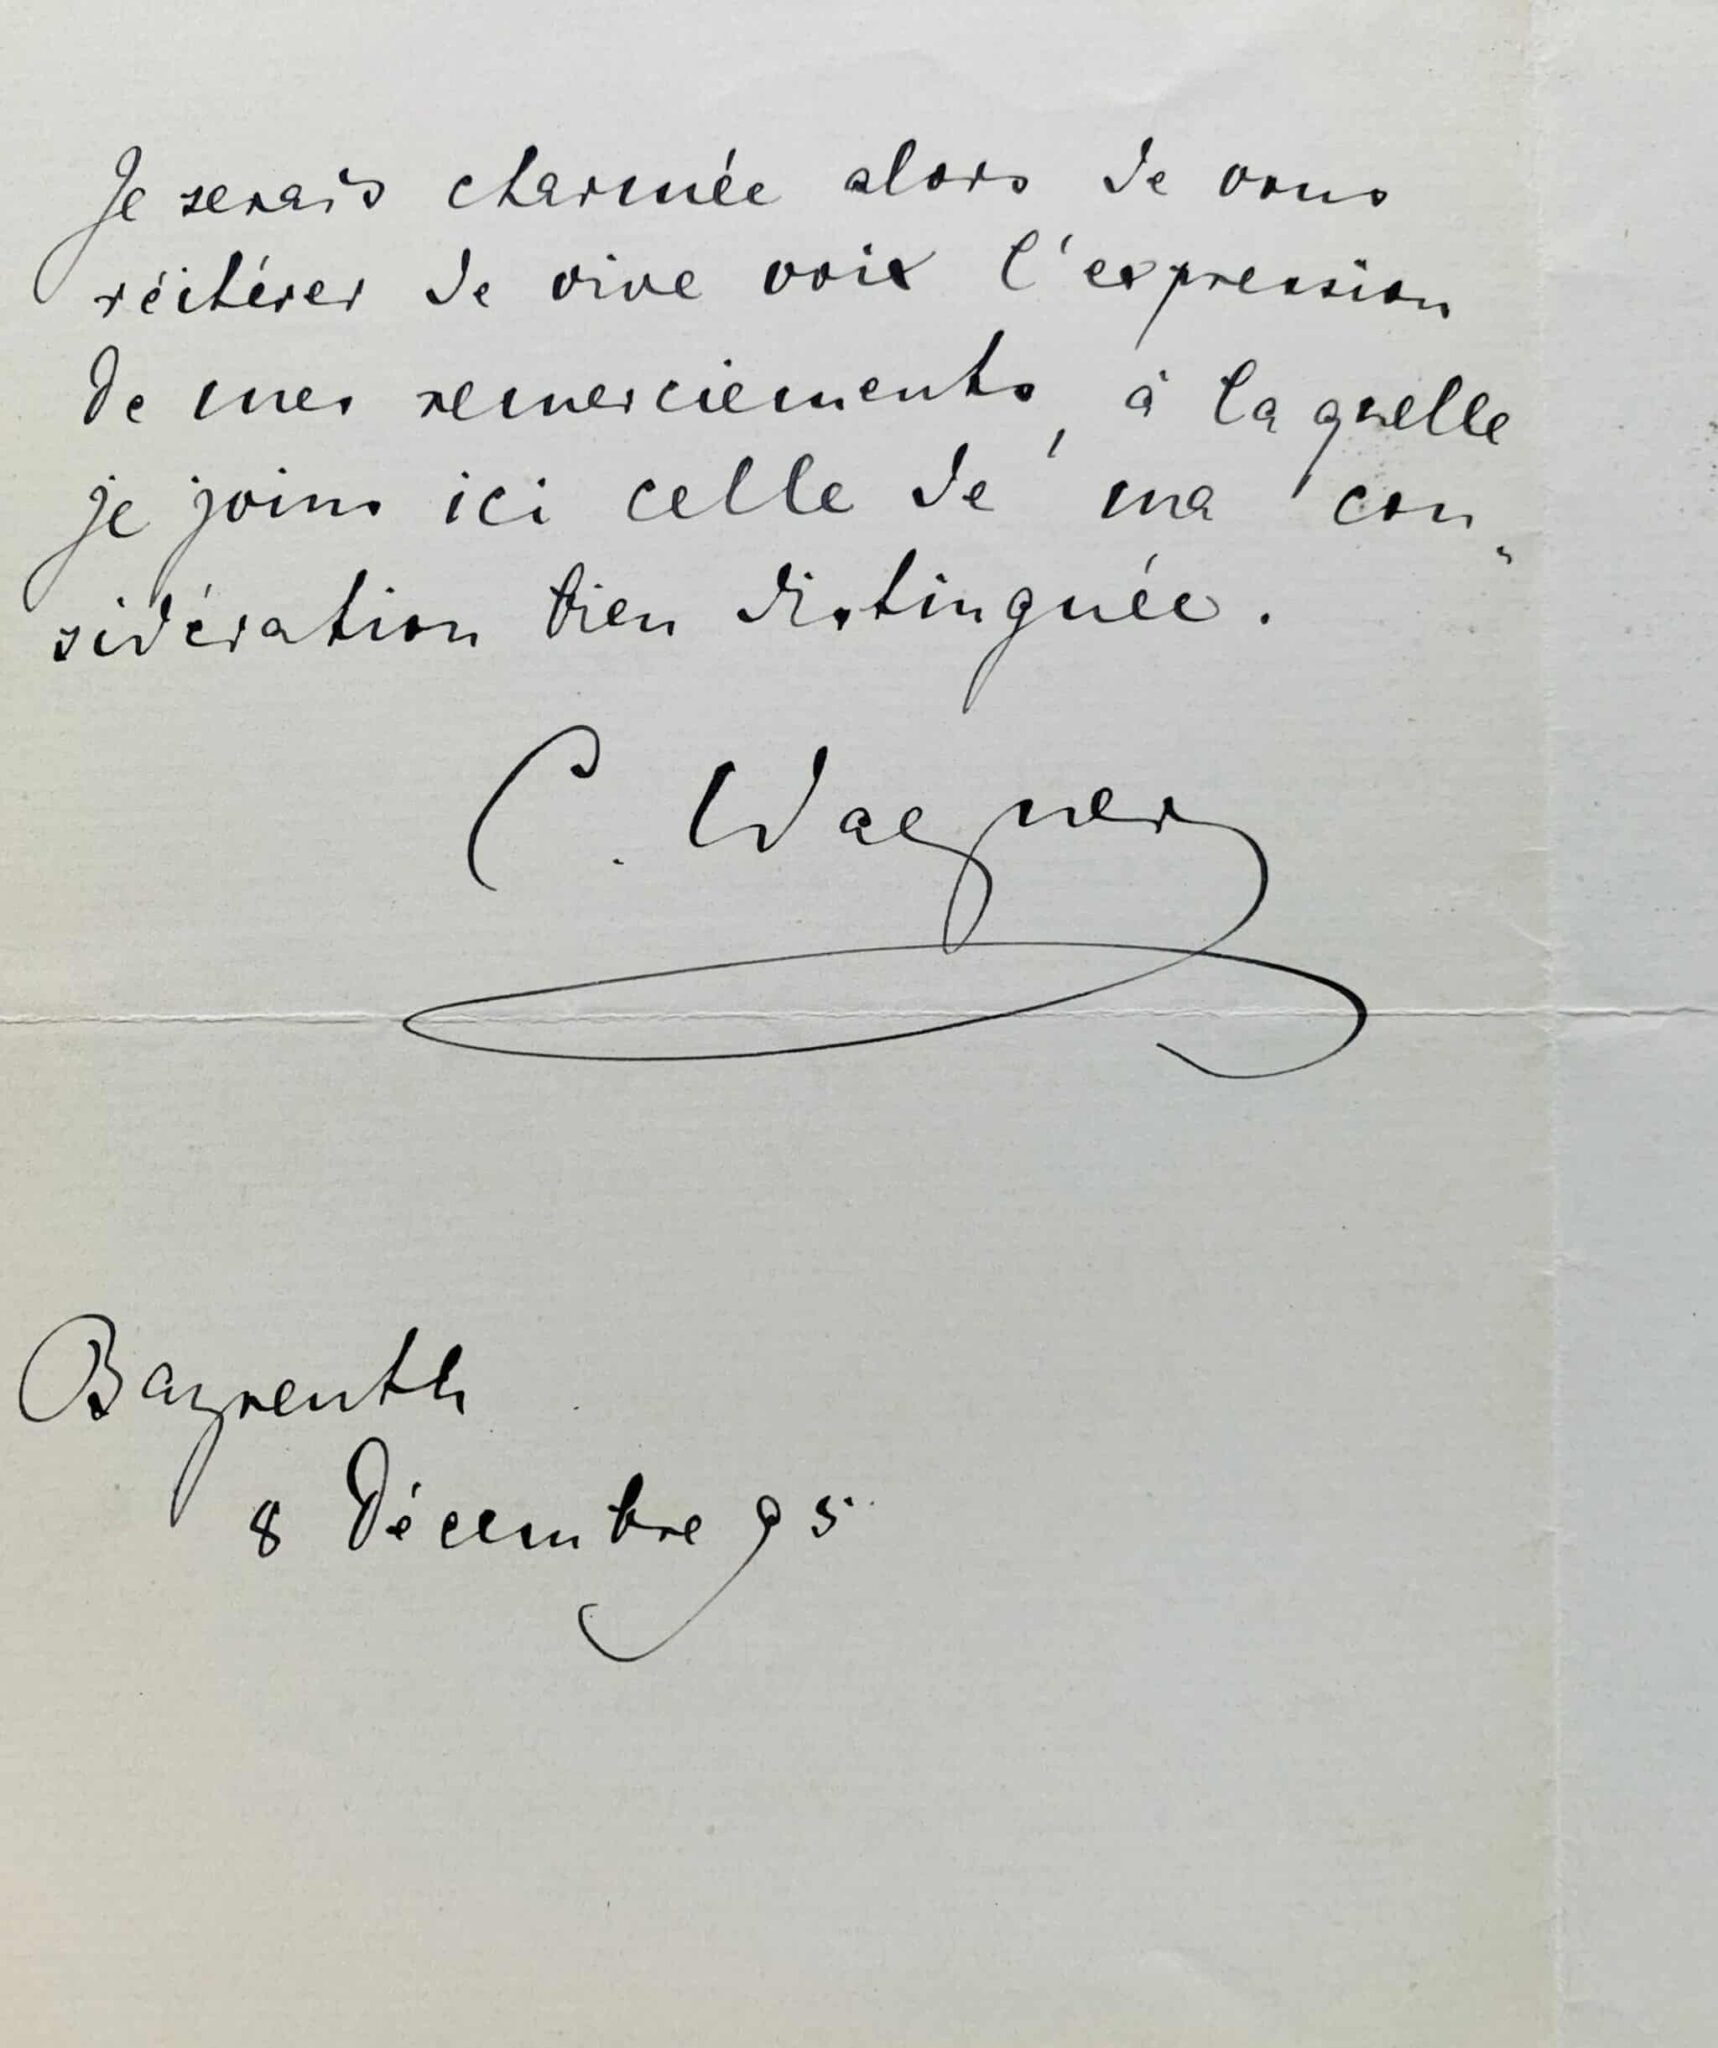 Je serais charmée alors de vous
réitérer de vive voix l'expression
de mes remerciements, à laquelle
je joins ici celle de ma con-
sidération bien distinguée.
C. Wagner
Bayreuth
8 Décembre 95